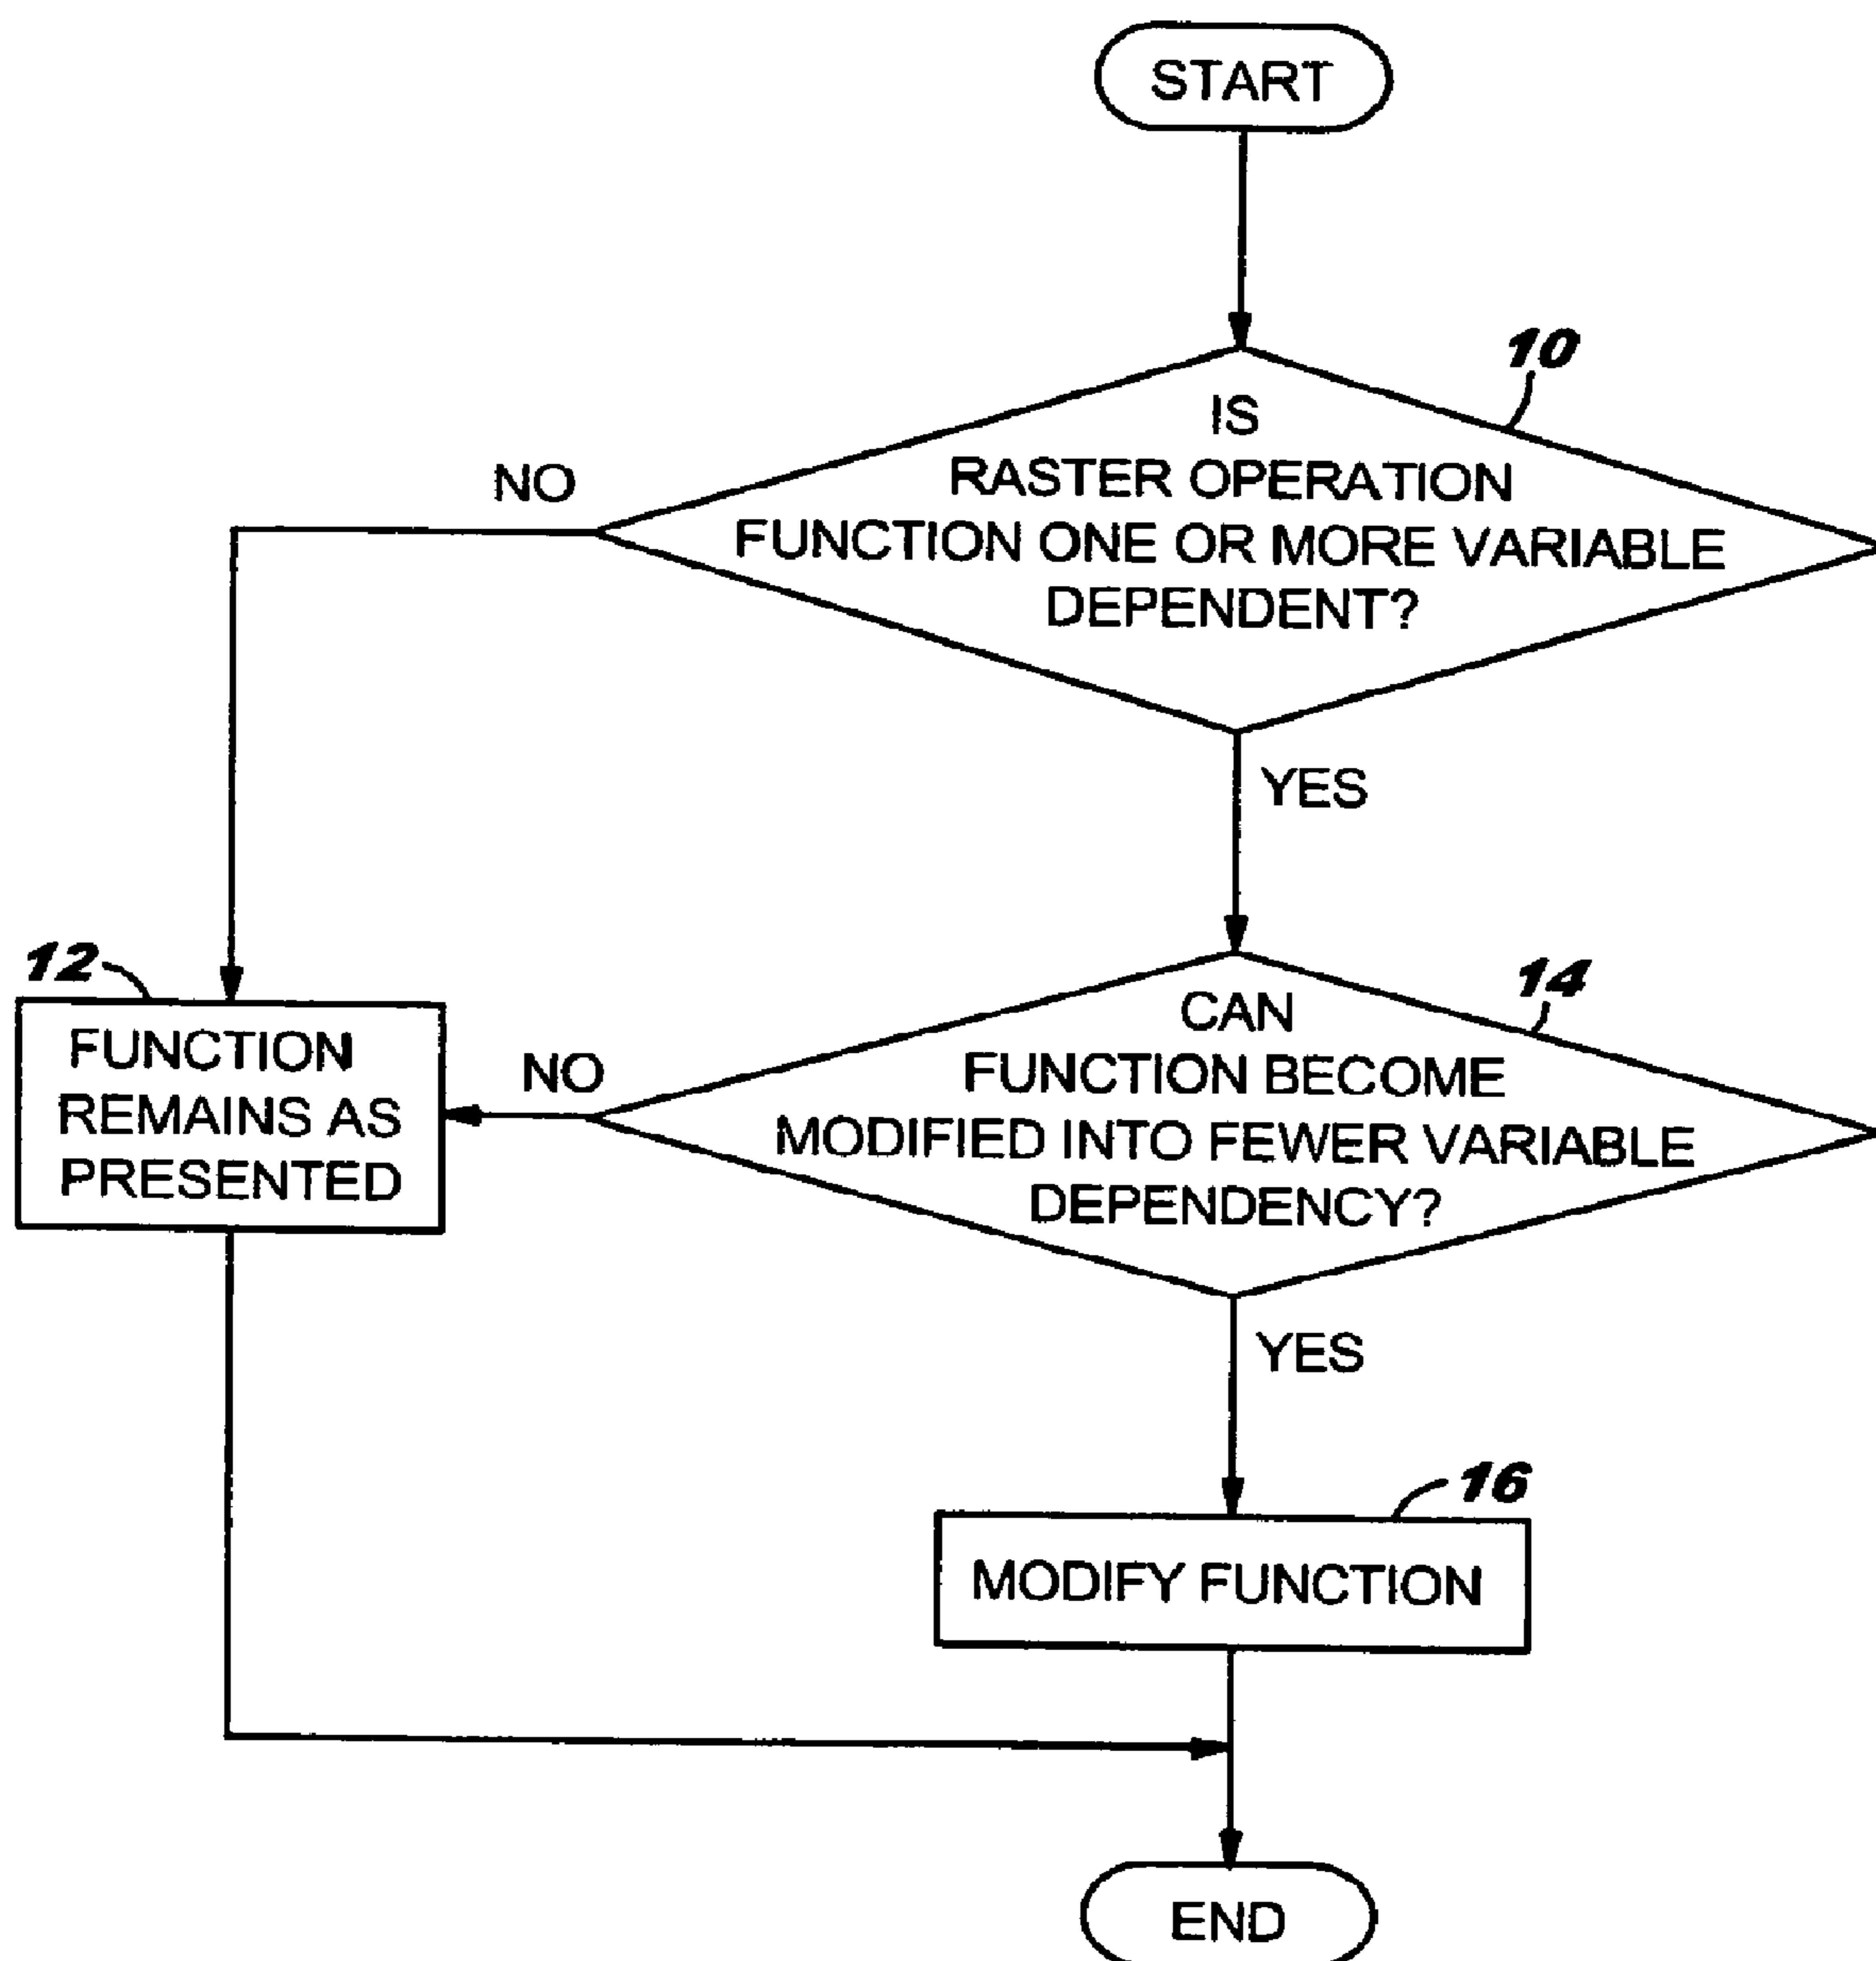 START
10
IS
RASTER OPERATION
FUNCTION ONE OR MORE VARIABLE
DEPENDENT?
NO
YES
12
FUNCTION
REMAINS AS
PRESENTED
14
CAN
FUNCTION BECOME
MODIFIED INTO FEWER VARIABLE
DEPENDENCY?
NO
YES
16
MODIFY FUNCTION
END